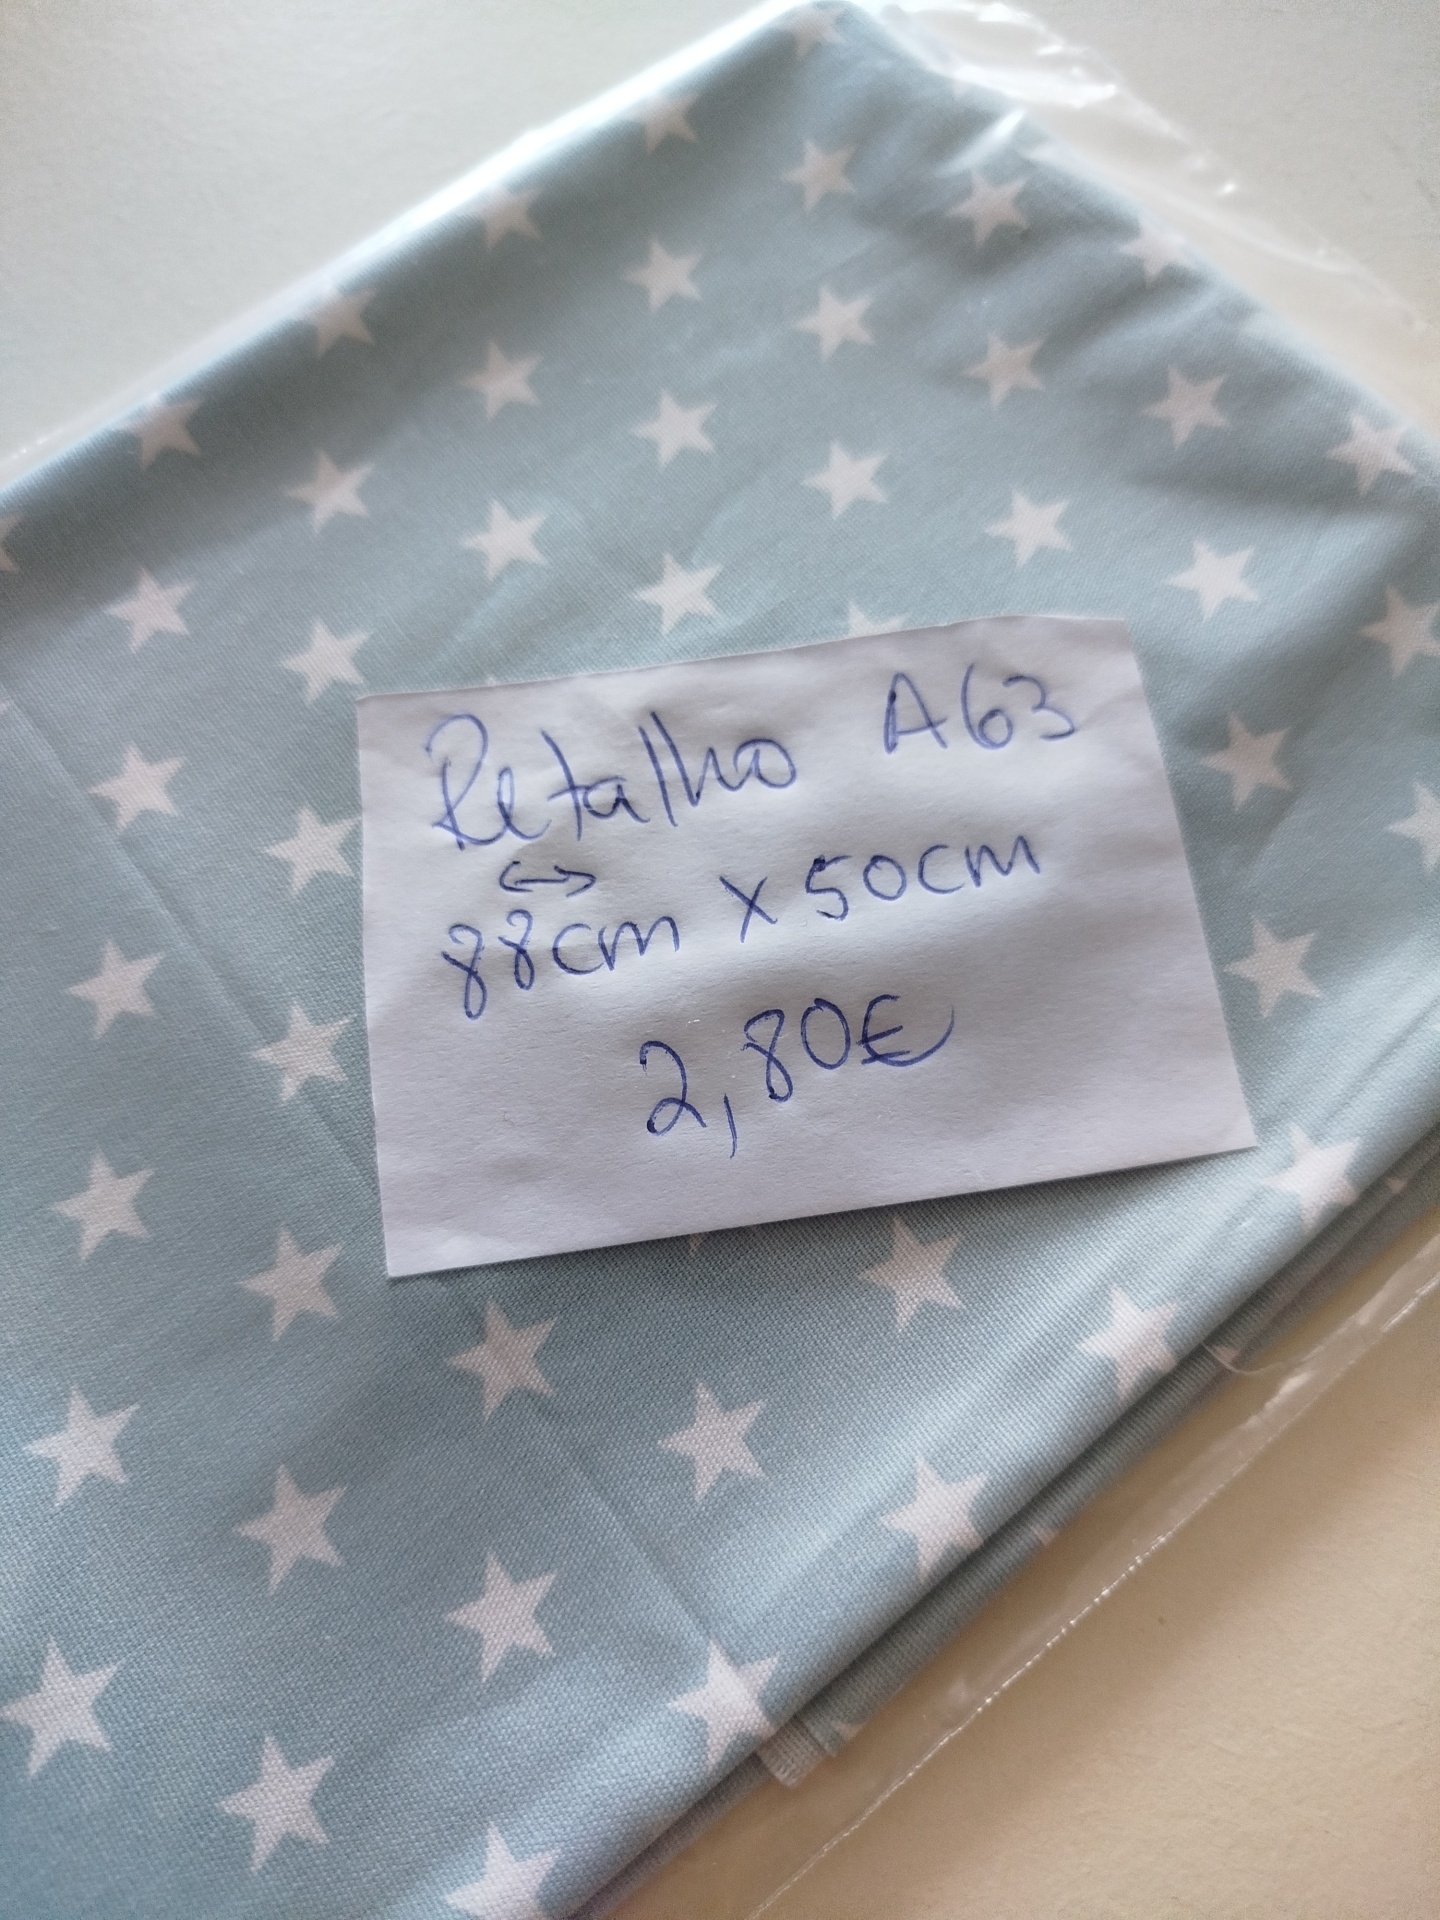 Retalho A63
↔
88cm x 50cm
2,80€